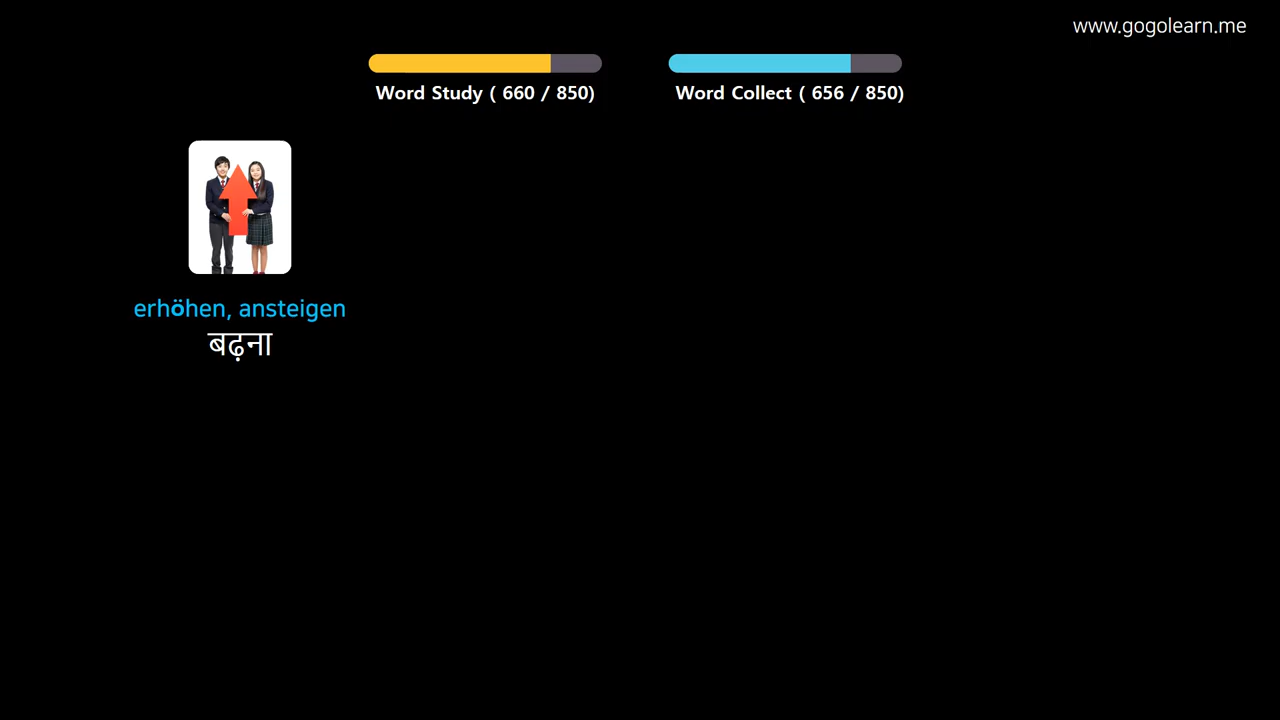 www.gogolearn.me
Word Study ( 660 / 850)
Word Collect ( 656 / 850)
erhöhen, ansteigen
बढ़ना